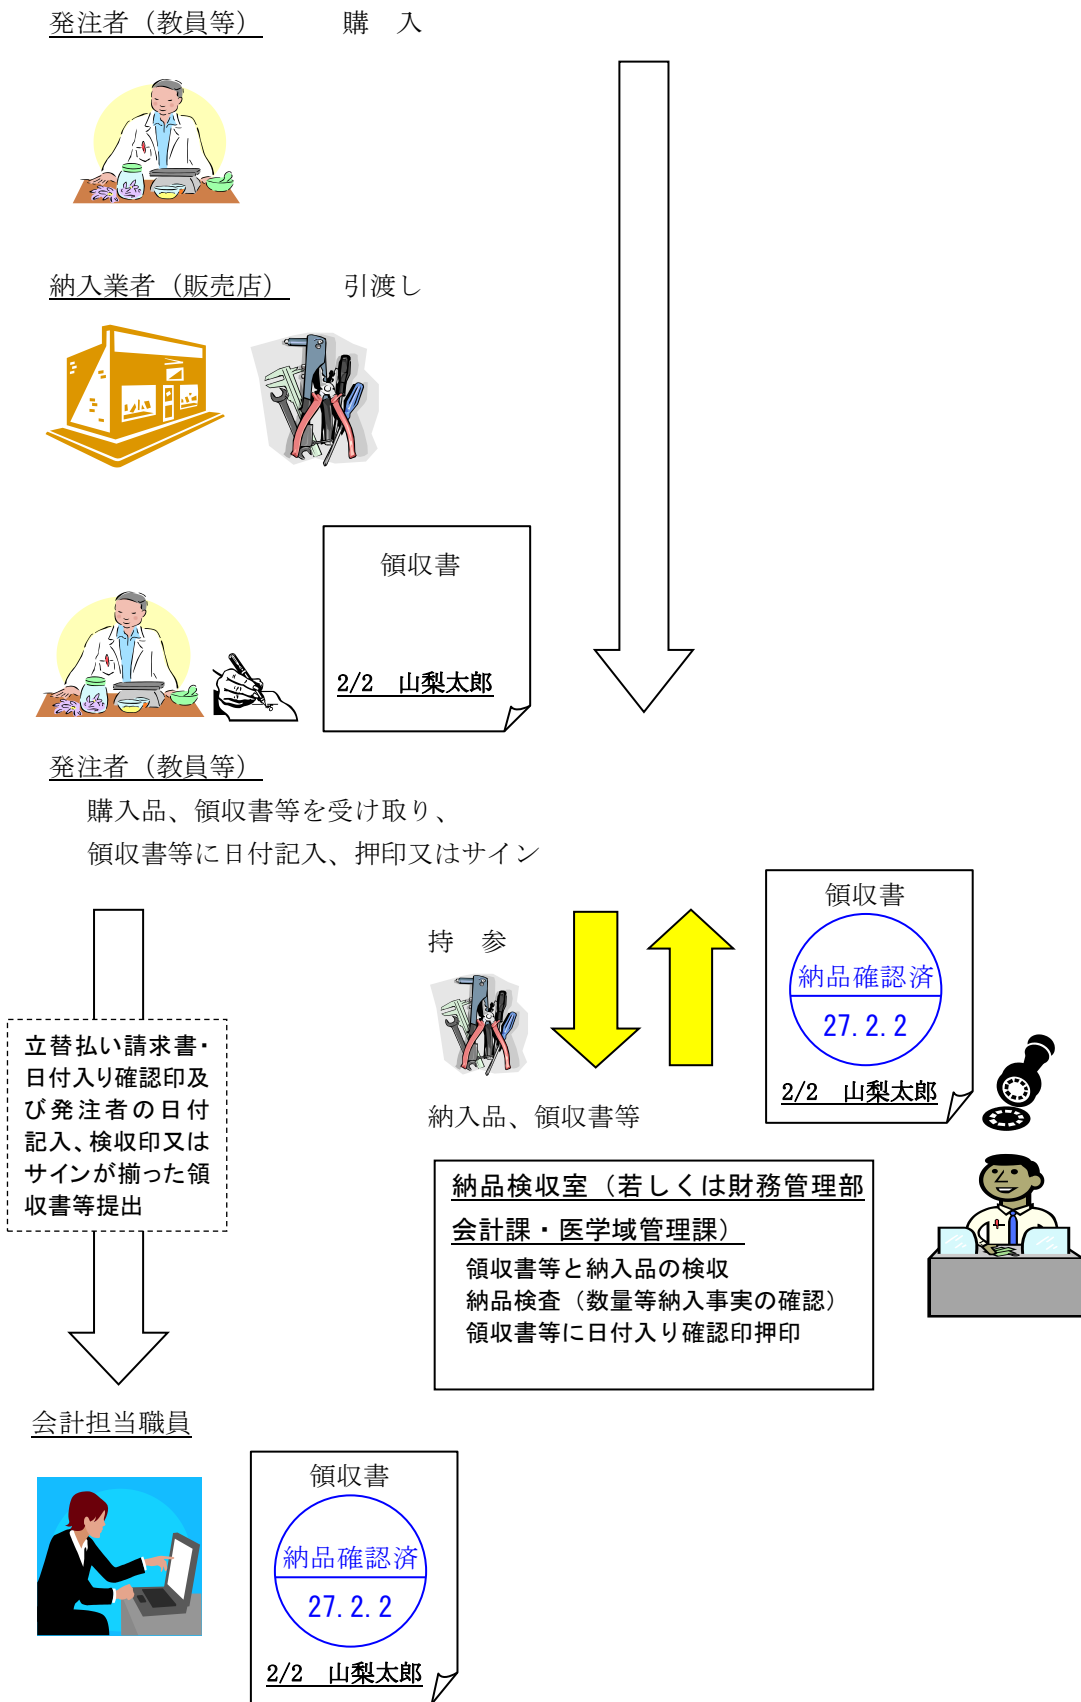 発注者（教員等）　　購　入
納入業者（販売店）　　引渡し
領収書
2/2　山梨太郎
発注者（教員等）
購入品、領収書等を受け取り、
領収書等に日付記入、押印又はサイン
領収書
納品確認済
27.2.2
2/2　山梨太郎
持　参
納入品、領収書等
立替払い請求書・
日付入り確認印及
び発注者の日付
記入、検収印又は
サインが揃った領
収書等提出
納品検収室（若しくは財務管理部
会計課・医学域管理課）
領収書等と納入品の検収
納品検査（数量等納入事実の確認）
領収書等に日付入り確認印押印
会計担当職員
領収書
納品確認済
27.2.2
2/2　山梨太郎